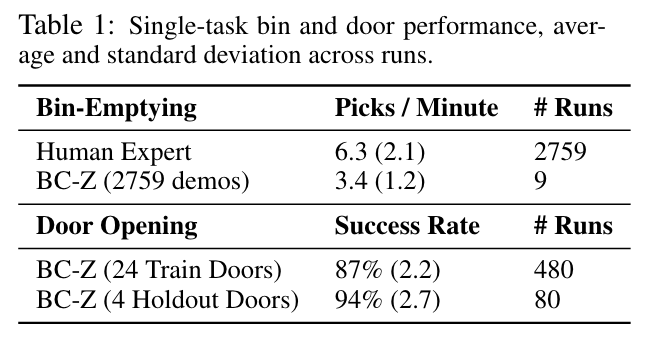 Table 1: Single-task bin and door performance, aver-
age and standard deviation across runs.
Bin-Emptying Picks / Minute # Runs
Human Expert 6.3 (2.1) 2759
BC-Z (2759 demos) 3.4 (1.2) 9
Door Opening Success Rate # Runs
BC-Z (24 Train Doors) 87% (2.2) 480
BC-Z (4 Holdout Doors) 94% (2.7) 80